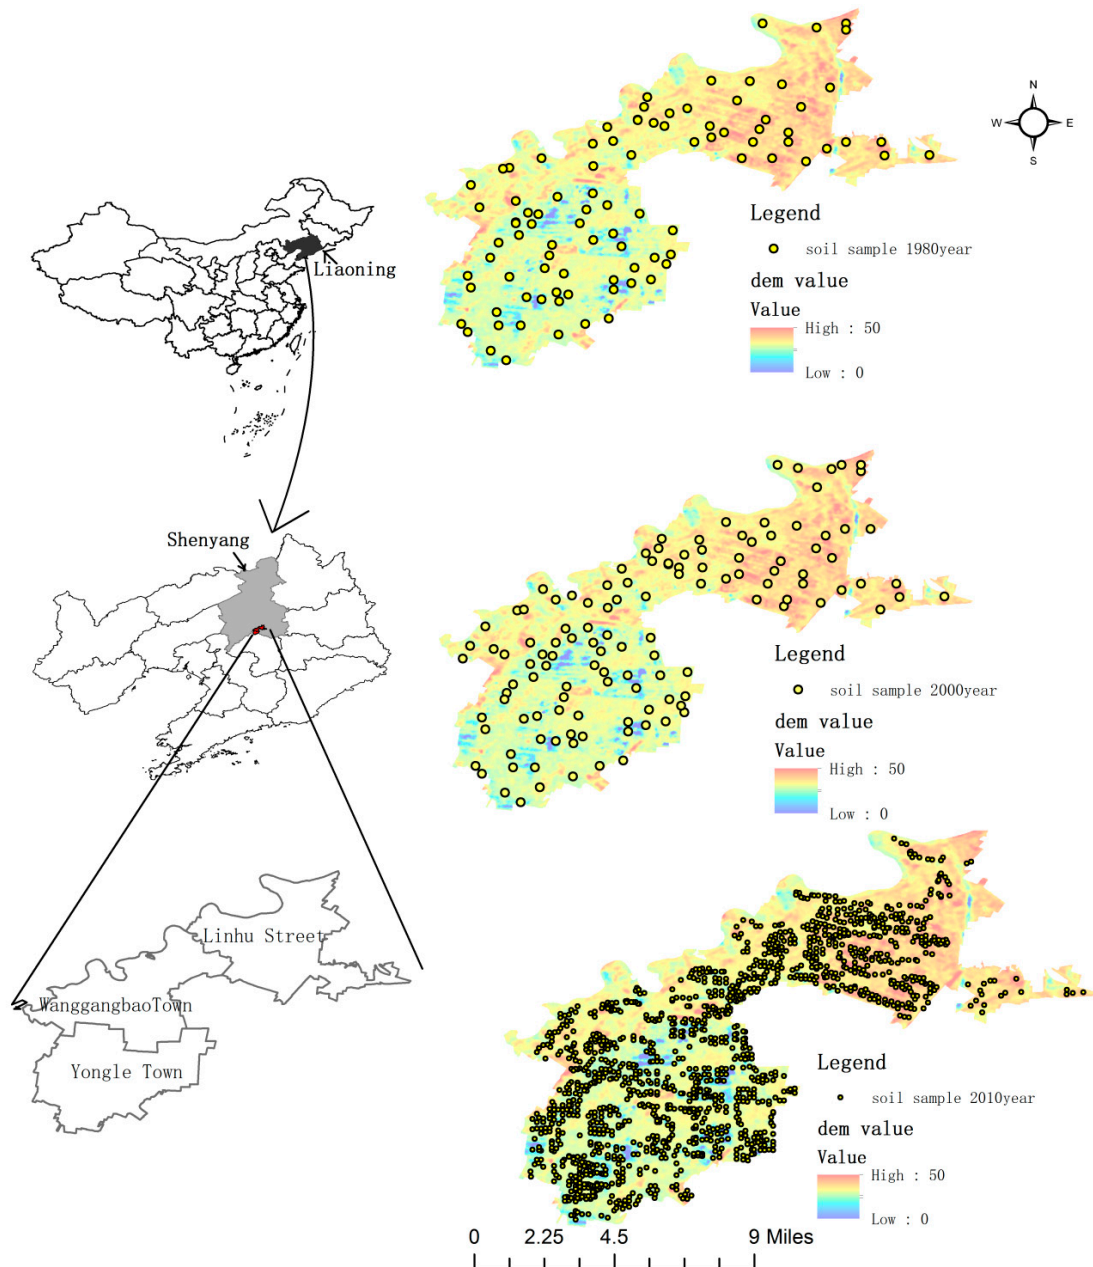 N
W E
S
Liaoning
Legend
soil sample 1980year
dem value
Value
High : 50
Low : 0
Shenyang
Legend
soil sample 2000year
dem value
Value
High : 50
Low : 0
Linhu Street
WanggangbaoTown
Yongle Town
Legend
soil sample 2010year
dem value
Value
High : 50
Low : 0
0 2.25 4.5 9 Miles